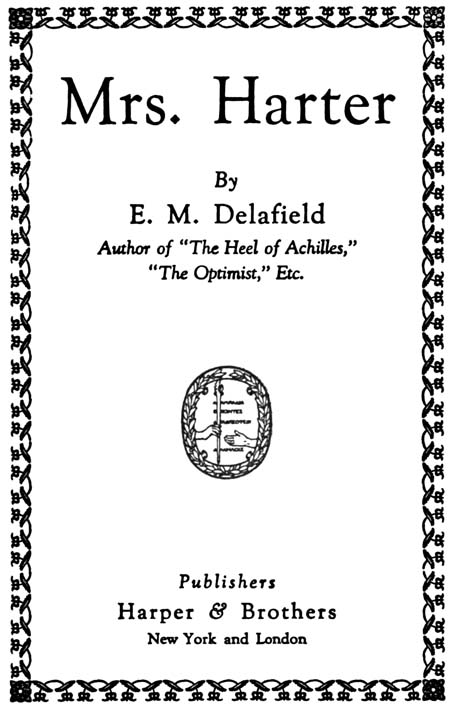 Mrs. Harter
By
E. M. Delafield
Author of “The Heel of Achilles,”
“The Optimist,” Etc.
Publishers
Harper & Brothers
New York and London